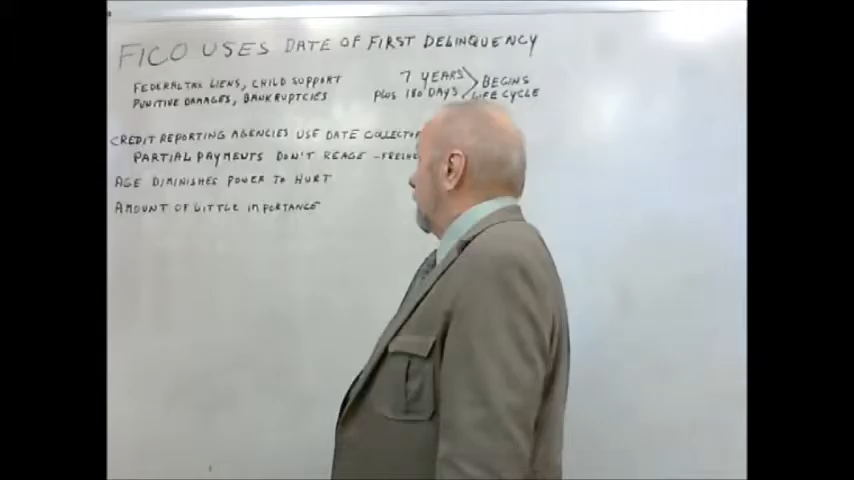 FICO USES DATE OF FIRST DELINQUENCY
FEDERAL TAX LIENS, CHILD SUPPORT
PUNITIVE DAMAGES, BANKRUPTCIES
7 YEARS
PLUS 180 DAYS
BEGINS
LIFE CYCLE
CREDIT REPORTING AGENCIES USE DATE COLLECTOR
PARTIAL PAYMENTS DON'T REAGE -
AGE DIMINISHES POWER TO HURT
AMOUNT OF LITTLE IMPORTANCE